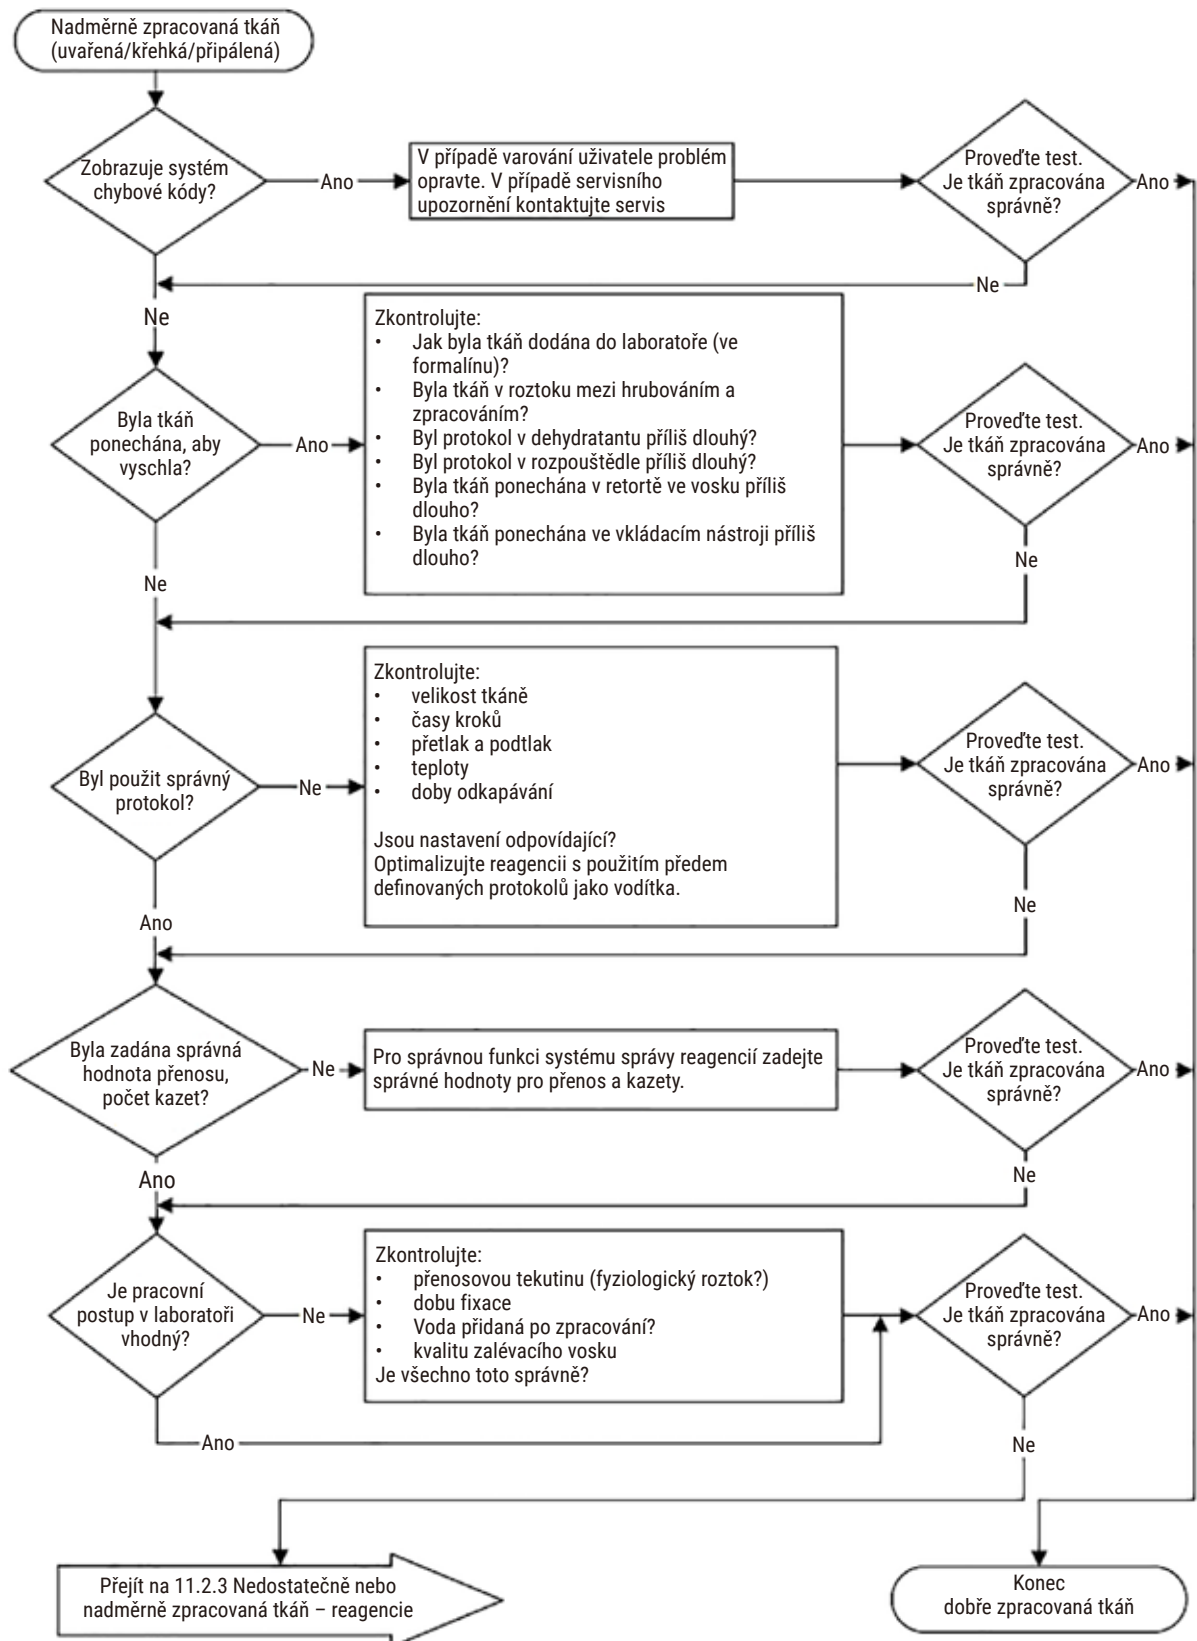 Nadměrně zpracovaná tkáň
(uvařená/křehká/připálená)
Zobrazuje systém
chybové kódy?
Ano
V případě varování uživatele problém
opravte. V případě servisního
upozornění kontaktujte servis
Proveďte test.
Je tkáň zpracována
správně?
Ano
Ne
Ne
Byla tkáň
ponechána, aby
vyschla?
Ano
Zkontrolujte:
• Jak byla tkáň dodána do laboratoře (ve
formalínu)?
• Byla tkáň v roztoku mezi hrubováním a
zpracováním?
• Byl protokol v dehydratantu příliš dlouhý?
• Byl protokol v rozpouštědle příliš dlouhý?
• Byla tkáň ponechána v retortě ve vosku příliš
dlouho?
• Byla tkáň ponechána ve vkládacím nástroji příliš
dlouho?
Proveďte test.
Je tkáň zpracována
správně?
Ano
Ne
Ne
Byl použit správný
protokol?
Ne
Zkontrolujte:
• velikost tkáně
• časy kroků
• přetlak a podtlak
• teploty
• doby odkapávání
Jsou nastavení odpovídající?
Optimalizujte reagencii s použitím předem
definovaných protokolů jako vodítka.
Proveďte test.
Je tkáň zpracována
správně?
Ano
Ne
Ano
Byla zadána správná
hodnota přenosu,
počet kazet?
Ne
Pro správnou funkci systému správy reagencií zadejte
správné hodnoty pro přenos a kazety.
Proveďte test.
Je tkáň zpracována
správně?
Ano
Ne
Ano
Je pracovní
postup v laboratoři
vhodný?
Ne
Zkontrolujte:
• přenosovou tekutinu (fyziologický roztok?)
• dobu fixace
• Voda přidaná po zpracování?
• kvalitu zalévacího vosku
Je všechno toto správně?
Proveďte test.
Je tkáň zpracována
správně?
Ano
Ano
Ne
Přejít na 11.2.3 Nedostatečně nebo
nadměrně zpracovaná tkáň – reagencie
Konec
dobře zpracovaná tkáň